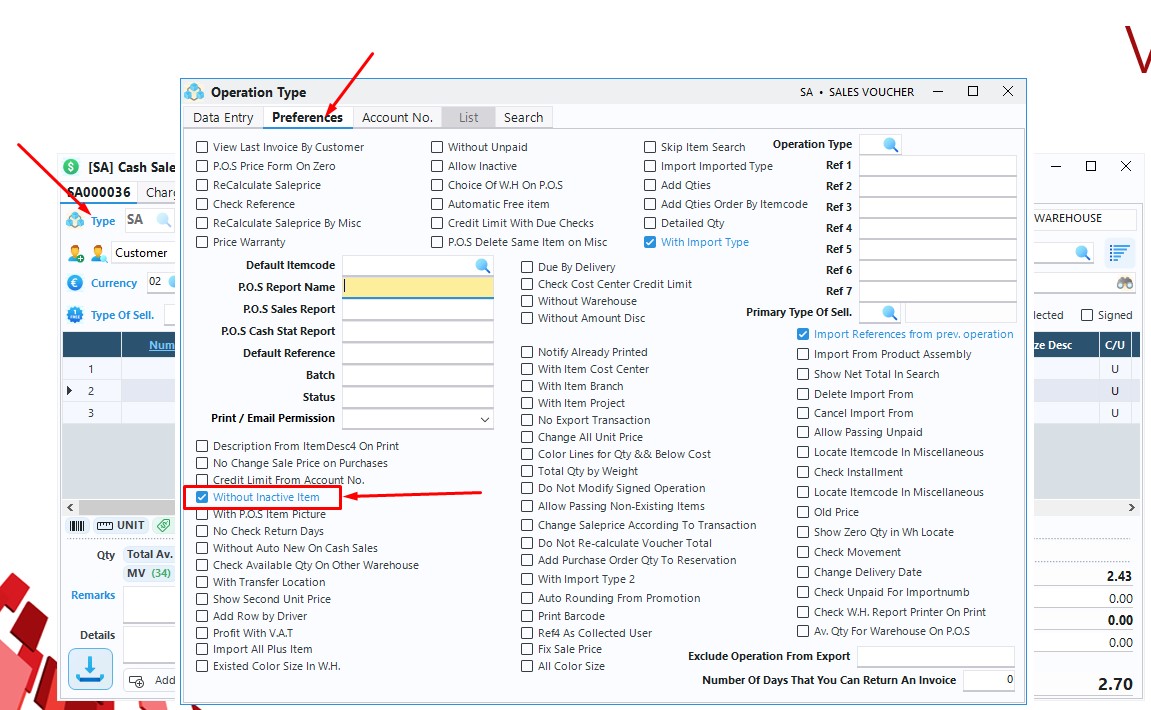 V
Operation Type
SA • SALES VOUCHER
Data Entry Preferences Account No. List Search
[SA] Cash Sale
SA000036 Charg
Type SA
Customer
Currency 02
Type Of Sell.
Num
1
2
3
UNIT
Qty Total Av.
MV (34)
Remarks
Details
Add
View Last Invoice By Customer
P.O.S Price Form On Zero
ReCalculate Saleprice
Check Reference
ReCalculate Saleprice By Misc
Price Warranty
Without Unpaid
Allow Inactive
Choice Of W.H On P.O.S
Automatic Free item
Credit Limit With Due Checks
P.O.S Delete Same Item on Misc
Skip Item Search
Import Imported Type
Add Qties
Add Qties Order By Itemcode
Detailed Qty
With Import Type
Operation Type
Ref 1
Ref 2
Ref 3
Ref 4
Ref 5
Ref 6
Ref 7
Primary Type Of Sell.
Default Itemcode
P.O.S Report Name
P.O.S Sales Report
P.O.S Cash Stat Report
Default Reference
Batch
Status
Print / Email Permission
Description From ItemDesc4 On Print
No Change Sale Price on Purchases
Credit Limit From Account No.
Without Inactive Item
With P.O.S Item Picture
No Check Return Days
Without Auto New On Cash Sales
Check Available Qty On Other Warehouse
With Transfer Location
Show Second Unit Price
Add Row by Driver
Profit With V.A.T
Import All Plus Item
Existed Color Size In W.H.
Due By Delivery
Check Cost Center Credit Limit
Without Warehouse
Without Amount Disc
Notify Already Printed
With Item Cost Center
With Item Branch
With Item Project
No Export Transaction
Change All Unit Price
Color Lines for Qty && Below Cost
Total Qty by Weight
Do Not Modify Signed Operation
Allow Passing Non-Existing Items
Change Saleprice According To Transaction
Do Not Re-calculate Voucher Total
Add Purchase Order Qty To Reservation
With Import Type 2
Auto Rounding From Promotion
Print Barcode
Ref4 As Collected User
Fix Sale Price
All Color Size
Import References from prev. operation
Import From Product Assembly
Show Net Total In Search
Delete Import From
Cancel Import From
Allow Passing Unpaid
Locate Itemcode In Miscellaneous
Check Installment
Locate Itemcode In Miscellaneous
Old Price
Show Zero Qty in Wh Locate
Check Movement
Change Delivery Date
Check Unpaid For Importnumb
Check W.H. Report Printer On Print
Av. Qty For Warehouse On P.O.S
Exclude Operation From Export
Number Of Days That You Can Return An Invoice 0
WAREHOUSE
lected Signed
ze Desc C/U
U
U
U
2.43
0.00
0.00
0.00
2.70